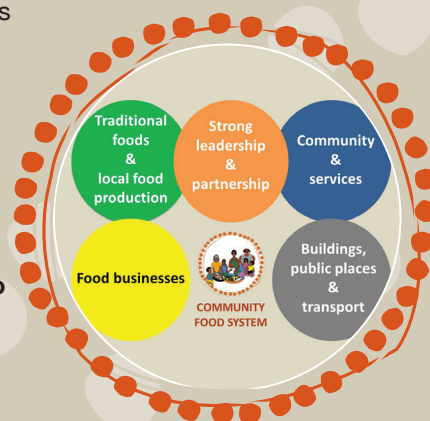 s
Traditional
foods
&
local food
production
Strong
leadership
&
partnership
Community
&
services
Food businesses
COMMUNITY
FOOD SYSTEM
Buildings,
public places
&
transport